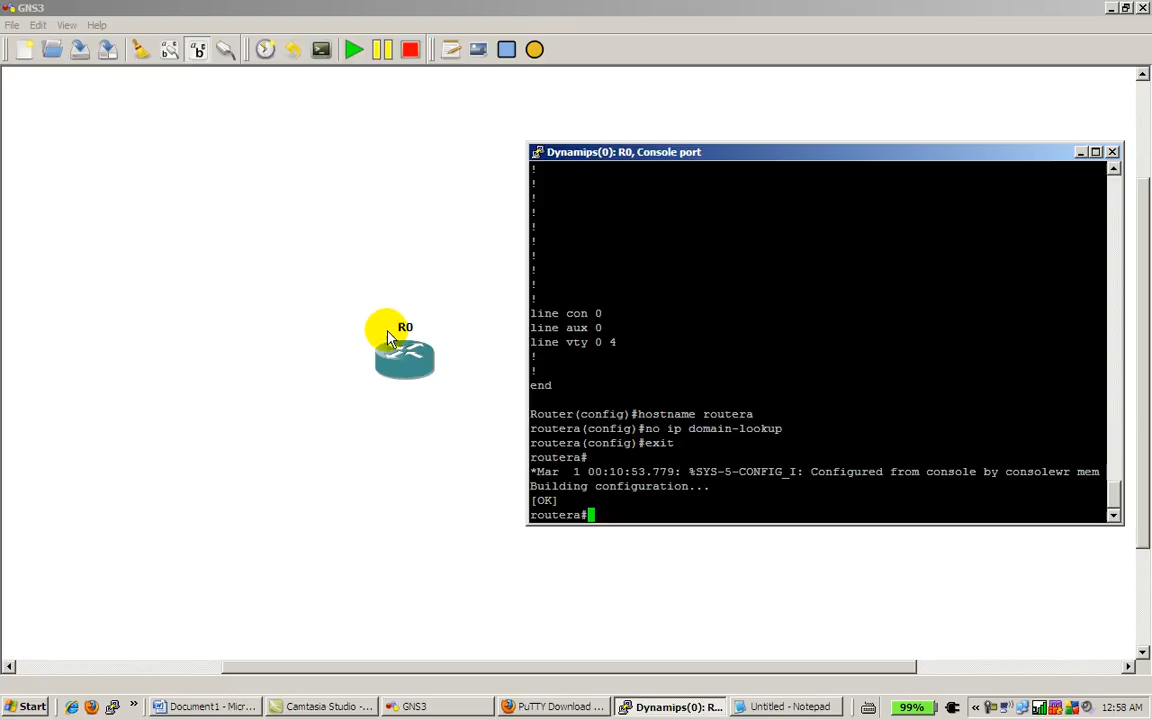 GNS3
File Edit View Help
Dynamips(0): R0, Console port
!
!
!
!
!
!
!
!
!
!
line con 0
line aux 0
line vty 0 4
!
!
end
Router(config)#hostname routera
routera(config)#no ip domain-lookup
routera(config)#exit
routera#
*Mar  1 00:10:53.779: %SYS-5-CONFIG_I: Configured from console by consolewr mem
Building configuration...
[OK]
routera#
R0
Start Document1 - Micr... Camtasia Studio -... GNS3 PuTTY Download ... Dynamips(0): R... Untitled - Notepad 99% 12:58 AM